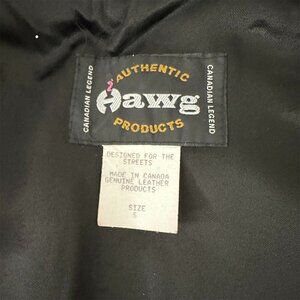 AUTHENTIC
Hawg
PRODUCTS
CANADIAN LEGEND
CANADIAN LEGEND
DESIGNED FOR THE
STREETS
MADE IN CANADA
GENUINE LEATHER
PRODUCTS
SIZE
S